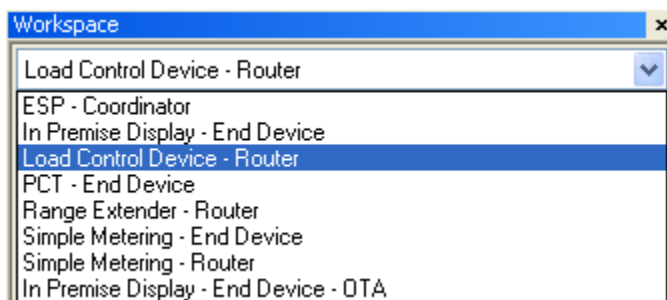 Workspace
Load Control Device - Router
ESP - Coordinator
In Premise Display - End Device
Load Control Device - Router
PCT - End Device
Range Extender - Router
Simple Metering - End Device
Simple Metering - Router
In Premise Display - End Device - OTA